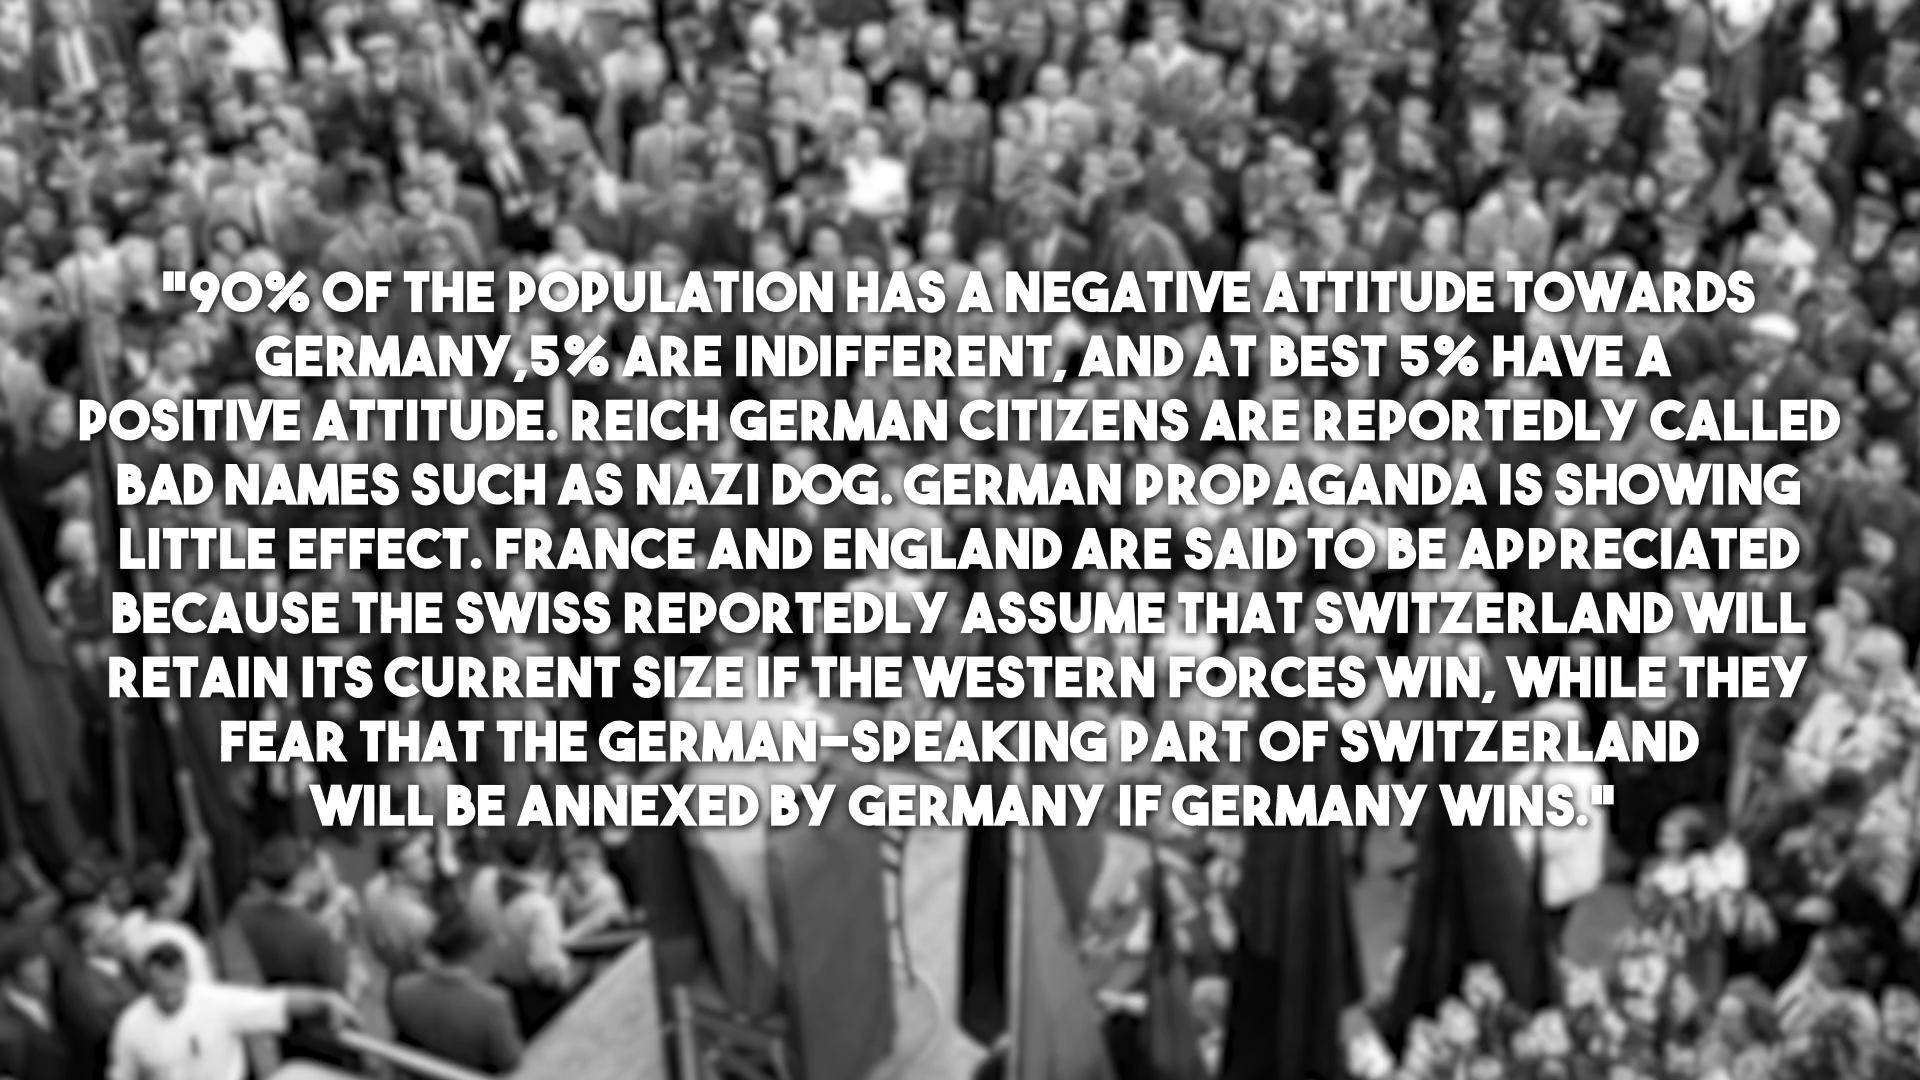 "90% OF THE POPULATION HAS A NEGATIVE ATTITUDE TOWARDS
GERMANY,5% ARE INDIFFERENT, AND AT BEST 5% HAVE A
POSITIVE ATTITUDE. REICH GERMAN CITIZENS ARE REPORTEDLY CALLED
BAD NAMES SUCH AS NAZI DOG. GERMAN PROPAGANDA IS SHOWING
LITTLE EFFECT. FRANCE AND ENGLAND ARE SAID TO BE APPRECIATED
BECAUSE THE SWISS REPORTEDLY ASSUME THAT SWITZERLAND WILL
RETAIN ITS CURRENT SIZE IF THE WESTERN FORCES WIN, WHILE THEY
FEAR THAT THE GERMAN-SPEAKING PART OF SWITZERLAND
WILL BE ANNEXED BY GERMANY IF GERMANY WINS."